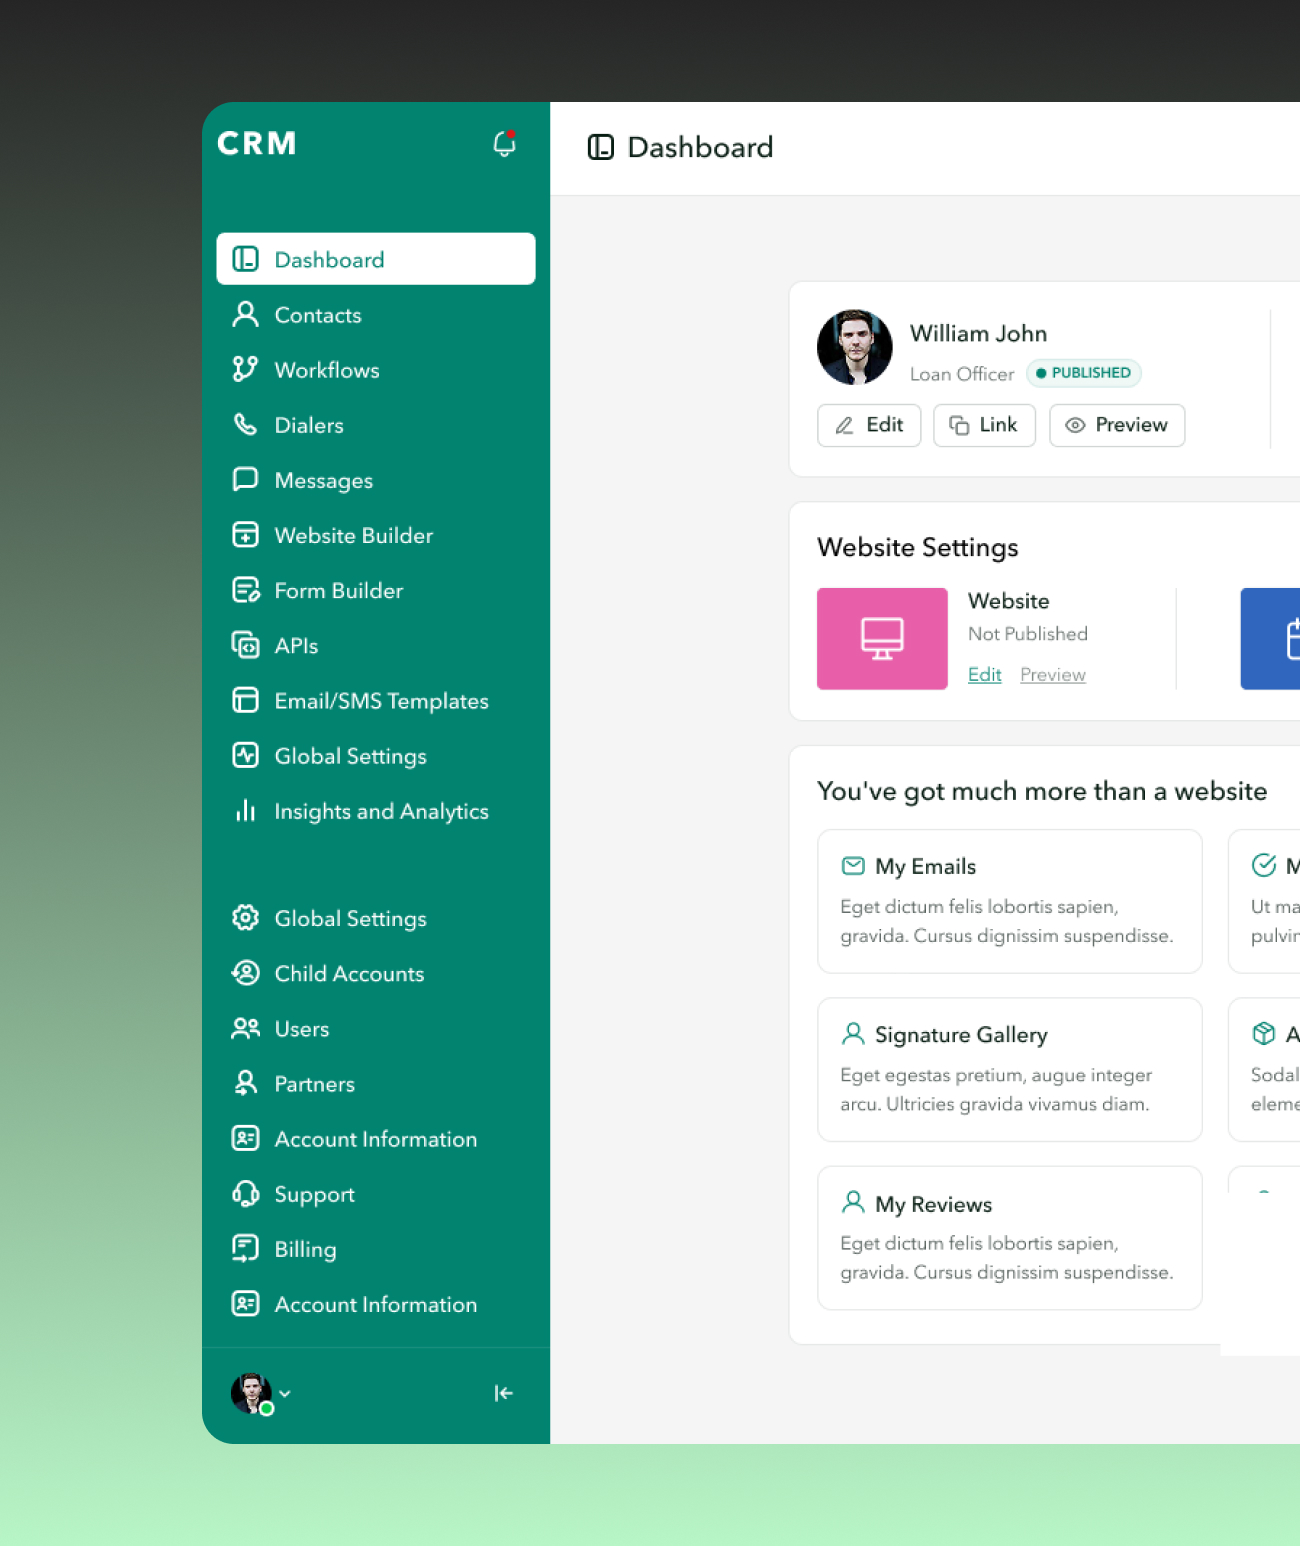 CRM
Dashboard
Contacts
Workflows
Dialers
Messages
Website Builder
Form Builder
APIs
Email/SMS Templates
Global Settings
Insights and Analytics
Global Settings
Child Accounts
Users
Partners
Account Information
Support
Billing
Account Information
Dashboard
William John
Loan Officer
PUBLISHED
Edit
Link
Preview
Website Settings
Website
Not Published
Edit Preview
You've got much more than a website
My Emails
Eget dictum felis lobortis sapien,
gravida. Cursus dignissim suspendisse.
M
Ut ma
pulvin
Signature Gallery
Eget egestas pretium, augue integer
arcu. Ultricies gravida vivamus diam.
A
Sodal
eleme
My Reviews
Eget dictum felis lobortis sapien,
gravida. Cursus dignissim suspendisse.